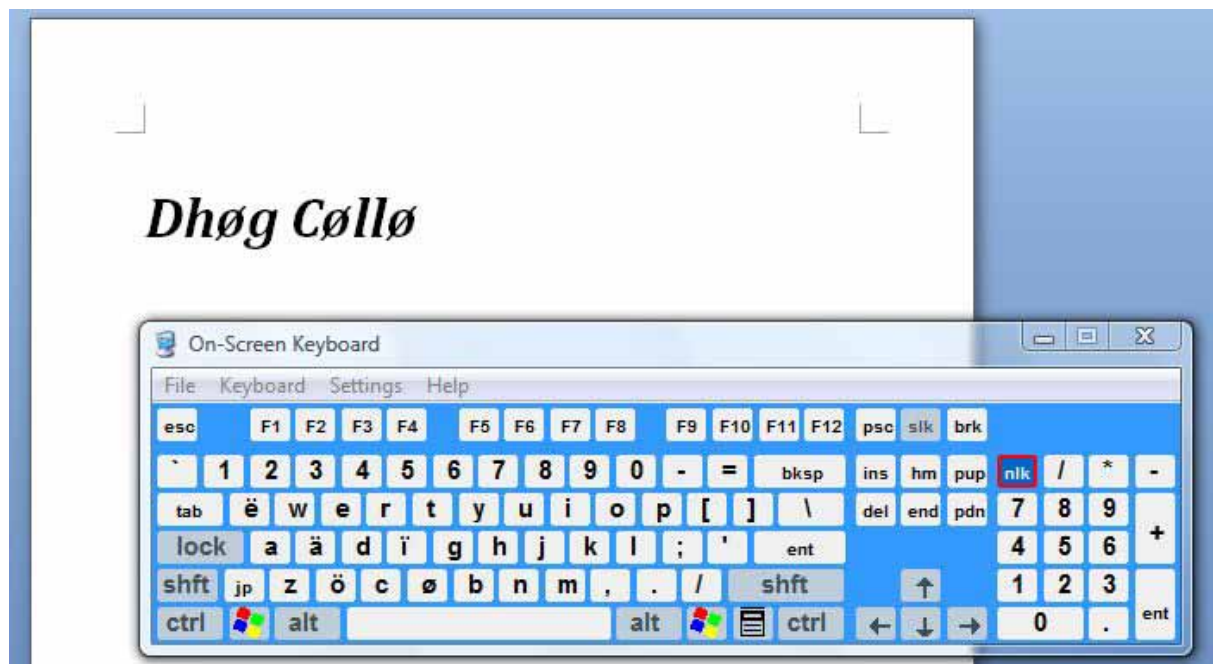 Dhøg Cøllø
On-Screen Keyboard
File Keyboard Settings Help
esc F1 F2 F3 F4 F5 F6 F7 F8 F9 F10 F11 F12 psc slk brk
` 1 2 3 4 5 6 7 8 9 0 - = bksp ins hm pup nlk / * -
tab ë w e r t y u i o p [ ] \ del end pdn 7 8 9 +
lock a ä d ï g h j k l ; ' ent 4 5 6
shft jp z ö c ø b n m , . / shft ↑ 1 2 3 ent
ctrl alt alt ctrl ← ↓ → 0 .